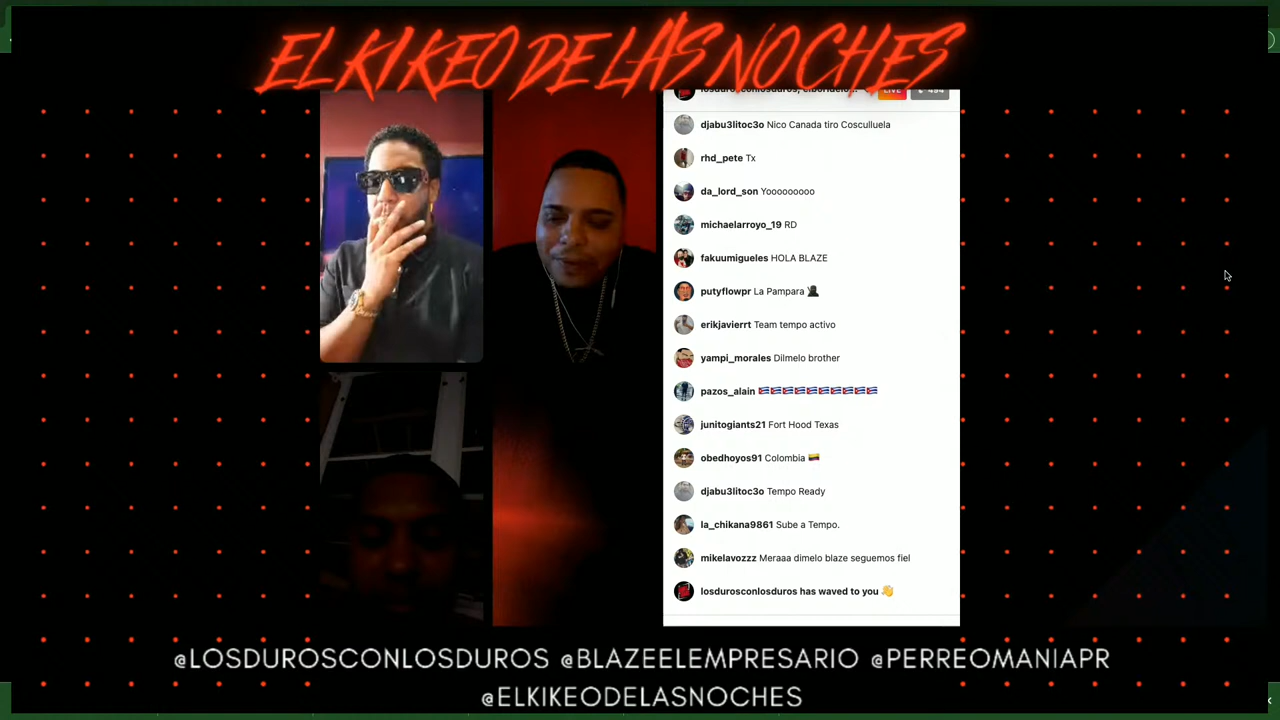 EL KIKEO DE LAS NOCHES
LIVE
djabu3litoc3o Nico Canada tiro Cosculluela
rhd_pete Tx
da_lord_son Yooooooooo
michaelarroyo_19 RD
fakuumigueles HOLA BLAZE
putyflowpr La Pampara
erikjavierrt Team tempo activo
yampi_morales Dilmelo brother
pazos_alain 🇨🇺🇨🇺🇨🇺🇨🇺🇨🇺🇨🇺🇨🇺🇨🇺🇨🇺🇨🇺
junitogiants21 Fort Hood Texas
obedhoyos91 Colombia 🇨🇴
djabu3litoc3o Tempo Ready
la_chikana9861 Sube a Tempo.
mikelavozzz Meraaa dimelo blaze seguemos fiel
losdurosconlosduros has waved to you 👋
@LOSDUROSCONLOSDUROS @BLAZEELEMPRESARIO @PERREOMANIAPR
@ELKIKEODELASNOCHES